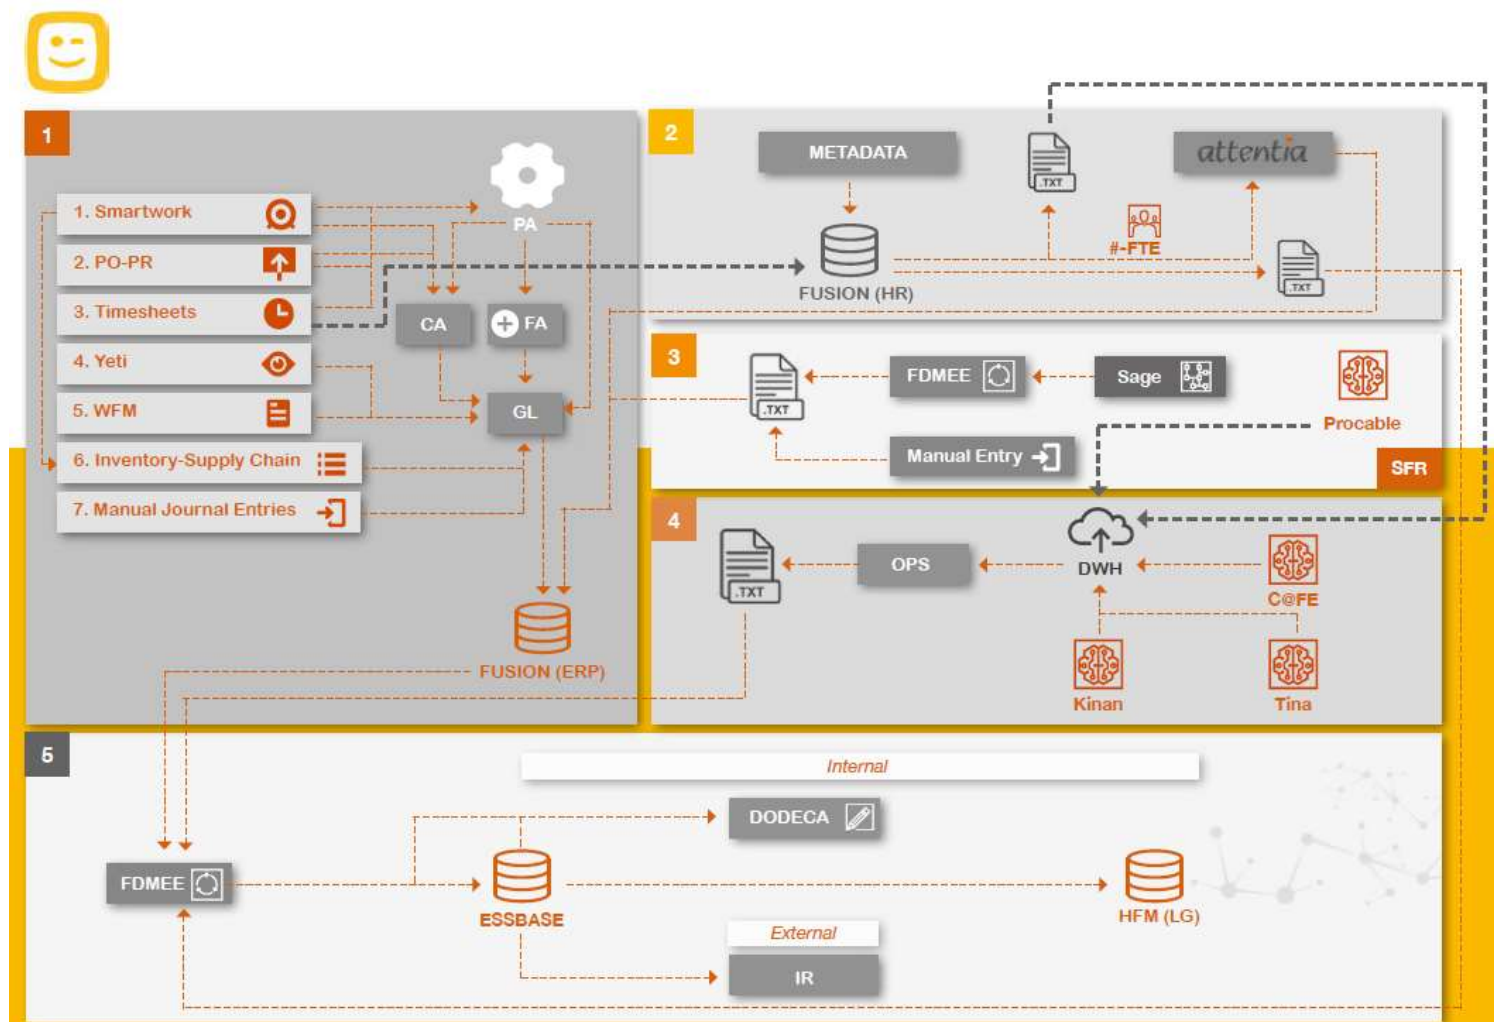 1
1. Smartwork
2. PO-PR
3. Timesheets
4. Yeti
5. WFM
6. Inventory-Supply Chain
7. Manual Journal Entries
PA
CA
FA
GL
FUSION (ERP)
2
METADATA
.TXT
attentia
#-FTE
FUSION (HR)
.TXT
3
.TXT
FDMEE
Sage
Manual Entry
Procable
SFR
4
.TXT
OPS
DWH
C@FE
Kinan
Tina
5
Internal
DODECA
FDMEE
ESSBASE
HFM (LG)
External
IR